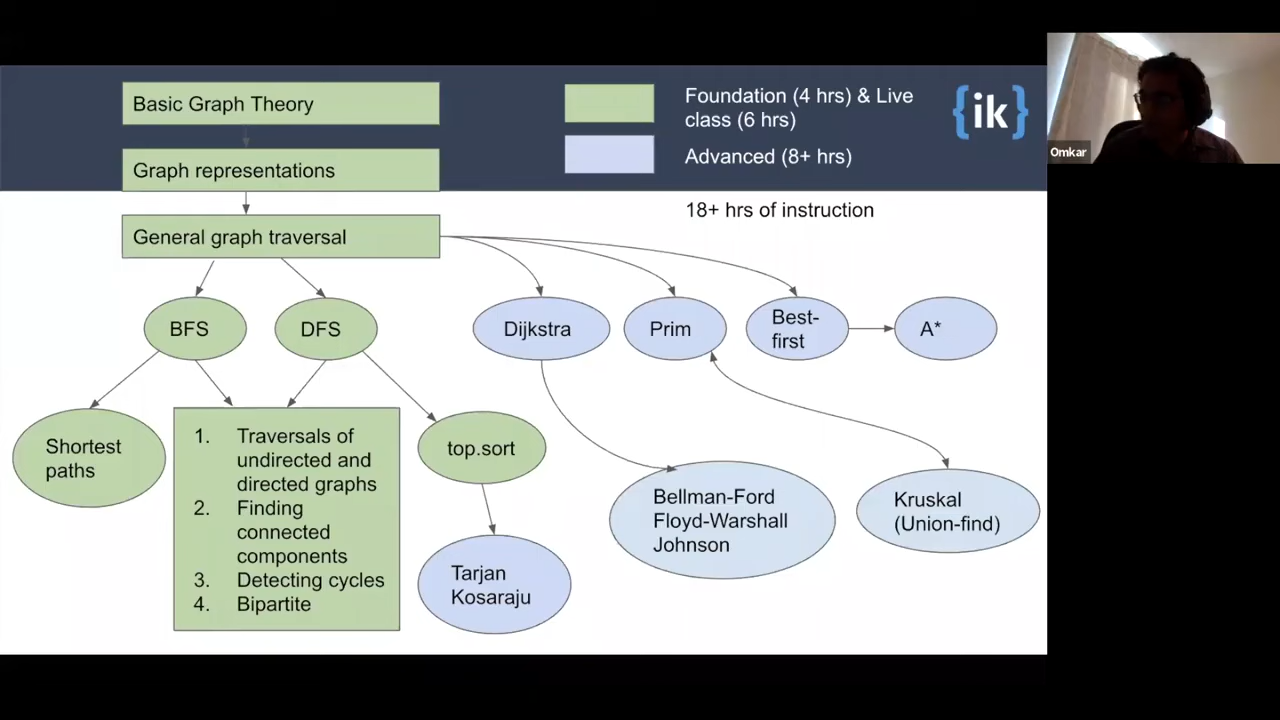 Basic Graph Theory
Graph representations
General graph traversal
Foundation (4 hrs) & Live
class (6 hrs)
Advanced (8+ hrs)
18+ hrs of instruction
{ik}
Omkar
BFS
DFS
Dijkstra
Prim
Best-
first
A*
Shortest
paths
1. Traversals of
undirected and
directed graphs
2. Finding
connected
components
3. Detecting cycles
4. Bipartite
top.sort
Tarjan
Kosaraju
Bellman-Ford
Floyd-Warshall
Johnson
Kruskal
(Union-find)